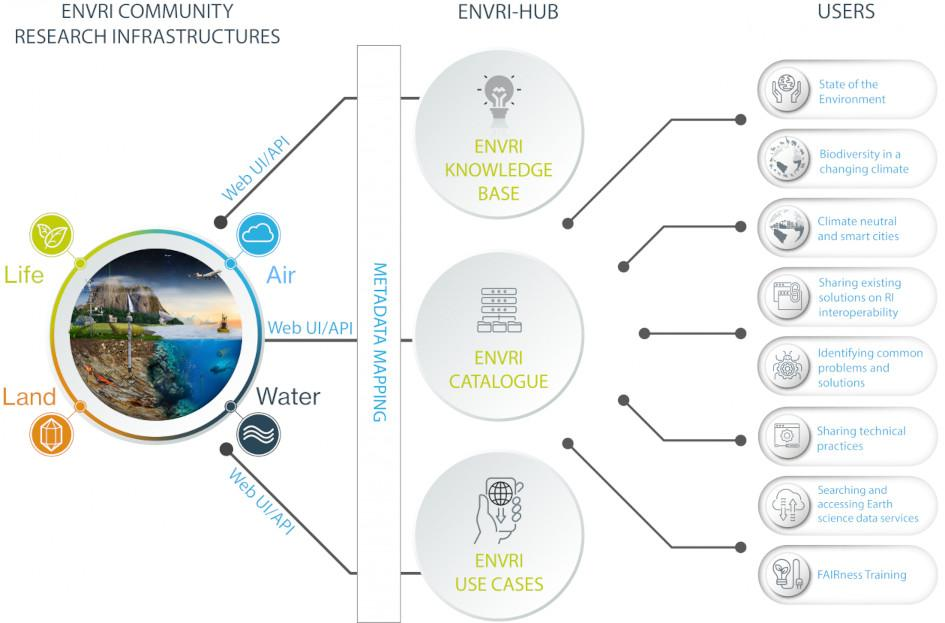 ENVRI COMMUNITY
RESEARCH INFRASTRUCTURES
ENVRI-HUB
USERS
Life
Air
Land
Water
Web UI/API
Web UI/API
Web UI/API
METADATA MAPPING
ENVRI
KNOWLEDGE
BASE
ENVRI
CATALOGUE
ENVRI
USE CASES
State of the
Environment
Biodiversity in a
changing climate
Climate neutral
and smart cities
Sharing existing
solutions on RI
interoperability
Identifying common
problems and
solutions
Sharing technical
practices
Searching and
accessing Earth
science data services
FAIRness Training